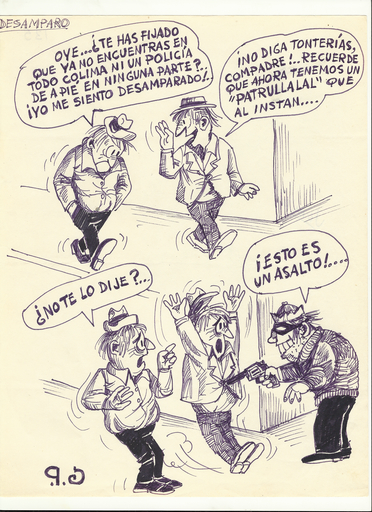 DESAMPARO
OYE...¿TE HAS FIJADO
QUE YA NO ENCUENTRAS EN
TODO COLIMA NI UN POLICÍA
DE A PIE EN NINGUNA PARTE?..
¡YO ME SIENTO DESAMPARADO!..
¡NO DIGA TONTERÍAS,
COMPADRE!.. RECUERDE
QUE AHORA TENEMOS UN
"PATRULLALAL" QUE
AL INSTAN....
¿NO TE LO DIJE?...
¡ESTO ES
UN ASALTO!....